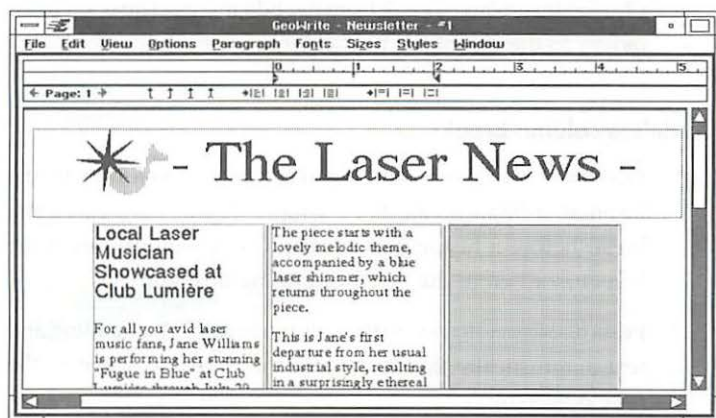 GeoWrite - Newsletter - #1
File Edit View Options Paragraph Fonts Sizes Styles Window
0 1 2 3 4 5
Page: 1
- The Laser News -
Local Laser
Musician
Showcased at
Club Lumière
For all you avid laser
music fans, Jane Williams
is performing her stunning
"Fugue in Blue" at Club
Lumière through July 29
The piece starts with a
lovely melodic theme,
accompanied by a blue
laser shimmer, which
returns throughout the
piece.
This is Jane's first
departure from her usual
industrial style, resulting
in a surprisingly ethereal